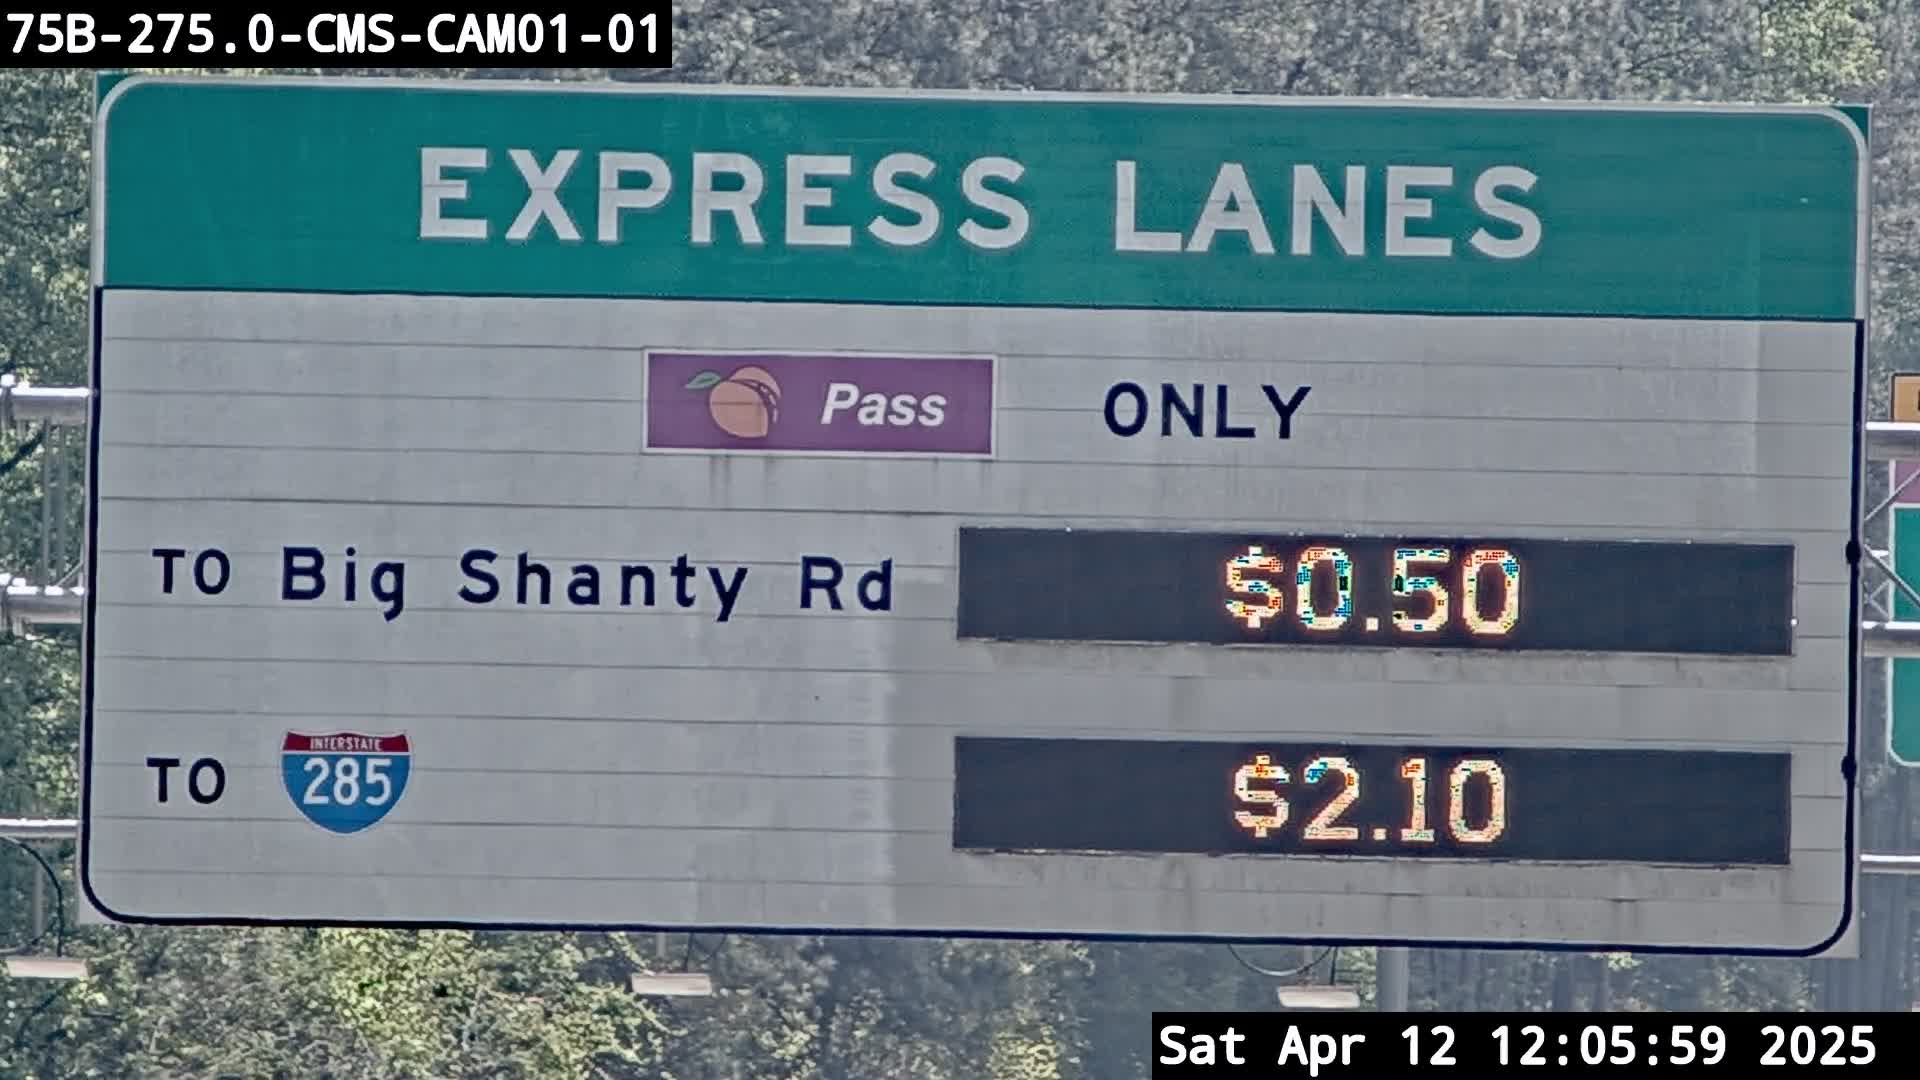 75B-275.0-CMS-CAM01-01
EXPRESS LANES
Pass ONLY
TO Big Shanty Rd $0.50
INTERSTATE
TO 285 $2.10
Sat Apr 12 12:05:59 2025